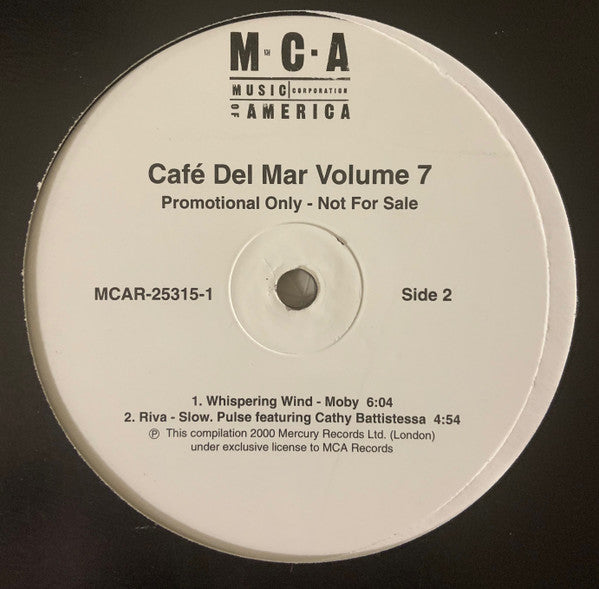 M·C·A
MUSIC CORPORATION
OF AMERICA
Café Del Mar Volume 7
Promotional Only - Not For Sale
MCAR-25315-1
Side 2
1. Whispering Wind - Moby 6:04
2. Riva - Slow. Pulse featuring Cathy Battistessa 4:54
℗ This compilation 2000 Mercury Records Ltd. (London)
under exclusive license to MCA Records